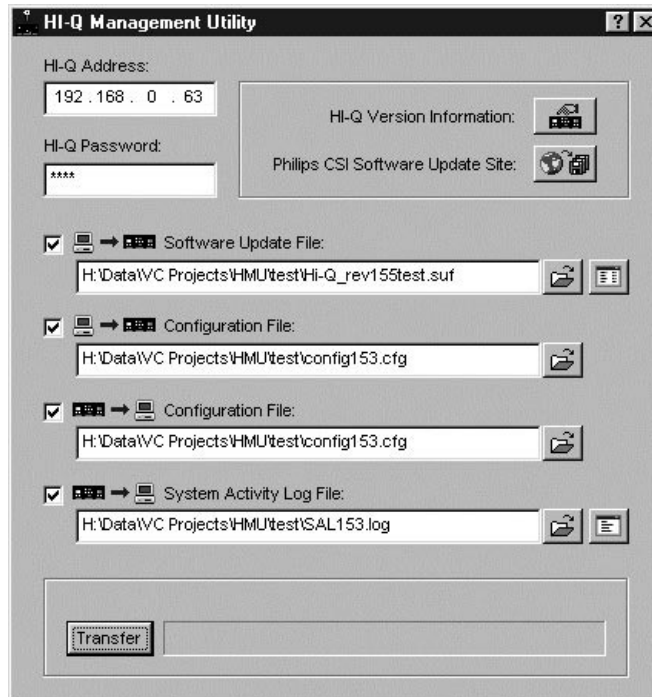 HI-Q Management Utility
HI-Q Address:
192 . 168 . 0 . 63
HI-Q Password:
****
HI-Q Version Information:
Philips CSI Software Update Site:
Software Update File:
H:\Data\VC Projects\HMU\test\Hi-Q_rev155test.suf
Configuration File:
H:\Data\VC Projects\HMU\test\config153.cfg
Configuration File:
H:\Data\VC Projects\HMU\test\config153.cfg
System Activity Log File:
H:\Data\VC Projects\HMU\test\SAL153.log
Transfer